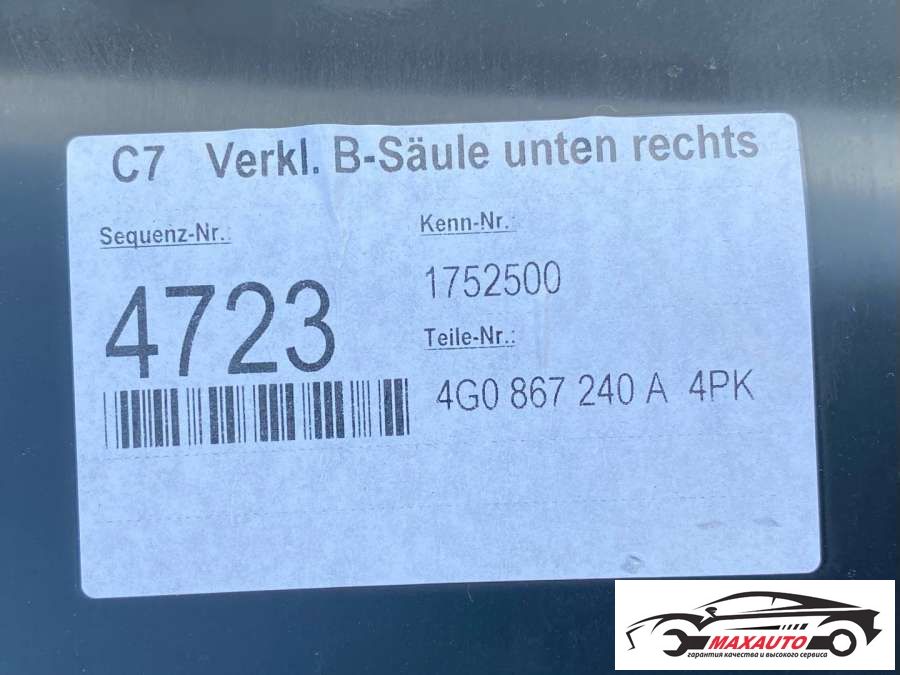 C7 Verkl. B-Säule unten rechts
Sequenz-Nr.:
4723
Kenn-Nr.:
1752500
Teile-Nr.:
4G0 867 240 A 4PK
MAXAUTO
гарантия качества и высокого сервиса